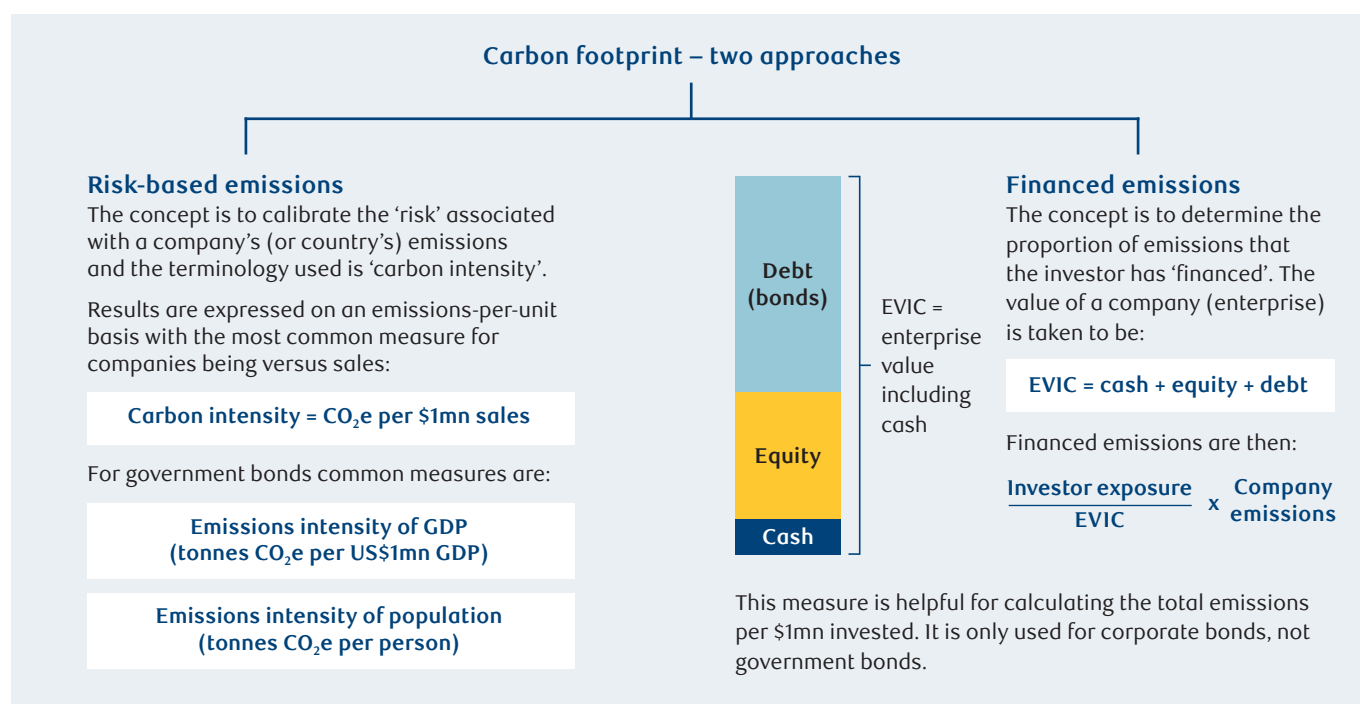 Carbon footprint – two approaches
Risk-based emissions
The concept is to calibrate the ‘risk’ associated
with a company’s (or country’s) emissions
and the terminology used is ‘carbon intensity’.
Results are expressed on an emissions-per-unit
basis with the most common measure for
companies being versus sales:
Carbon intensity = CO₂e per $1mn sales
For government bonds common measures are:
Emissions intensity of GDP
(tonnes CO₂e per US$1mn GDP)
Emissions intensity of population
(tonnes CO₂e per person)
Debt
(bonds)
Equity
Cash
EVIC =
enterprise
value
including
cash
Financed emissions
The concept is to determine the
proportion of emissions that
the investor has ‘financed’. The
value of a company (enterprise)
is taken to be:
EVIC = cash + equity + debt
Financed emissions are then:
Investor exposure
EVIC
x
Company
emissions
This measure is helpful for calculating the total emissions
per $1mn invested. It is only used for corporate bonds, not
government bonds.